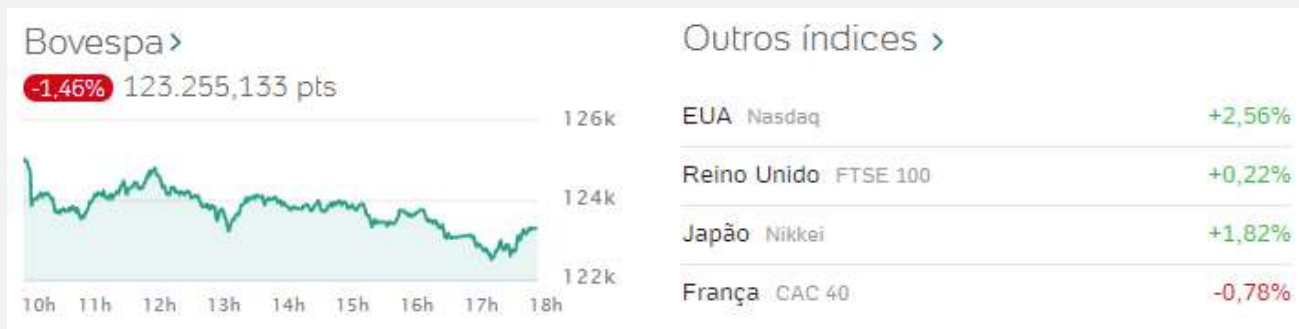 Bovespa >
-1,46% 123.255,133 pts
126k
124k
122k
10h 11h 12h 13h 14h 15h 16h 17h 18h
Outros índices >
EUA Nasdaq +2,56%
Reino Unido FTSE 100 +0,22%
Japão Nikkei +1,82%
França CAC 40 -0,78%